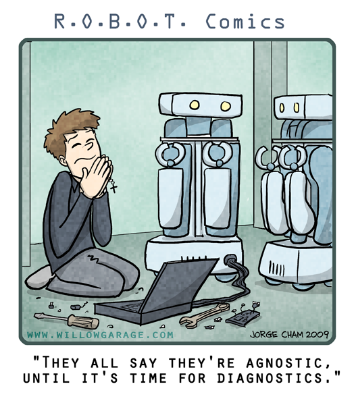 R.O.B.O.T. Comics
WWW.WILLOWGARAGE.COM
JORGE CHAM 2009
"THEY ALL SAY THEY'RE AGNOSTIC,
UNTIL IT'S TIME FOR DIAGNOSTICS."